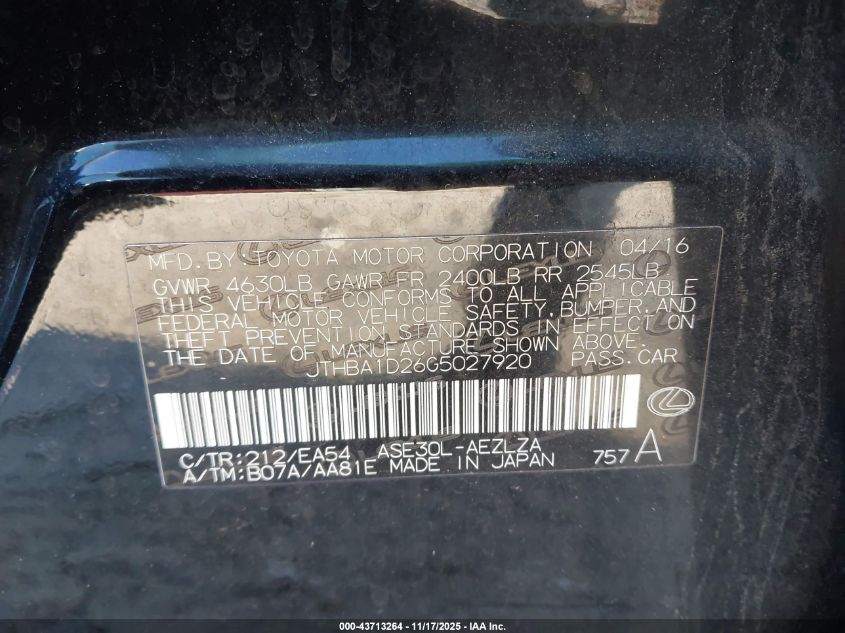 MFD.BY TOYOTA MOTOR CORPORATION 04/16
GVWR 4630LB GAWR FR 2400LB RR 2545LB
THIS VEHICLE CONFORMS TO ALL APPLICABLE
FEDERAL MOTOR VEHICLE SAFETY,BUMPER,AND
THEFT PREVENTION STANDARDS IN EFFECT ON
THE DATE OF MANUFACTURE SHOWN ABOVE.
JTHBA1D26G5027920 PASS.CAR
C/TR:212/EA54 ASE30L-AEZLZA
A/TM:B07A/AA81E MADE IN JAPAN 757A
000-43713264 - 11/17/2025 - IAA Inc.